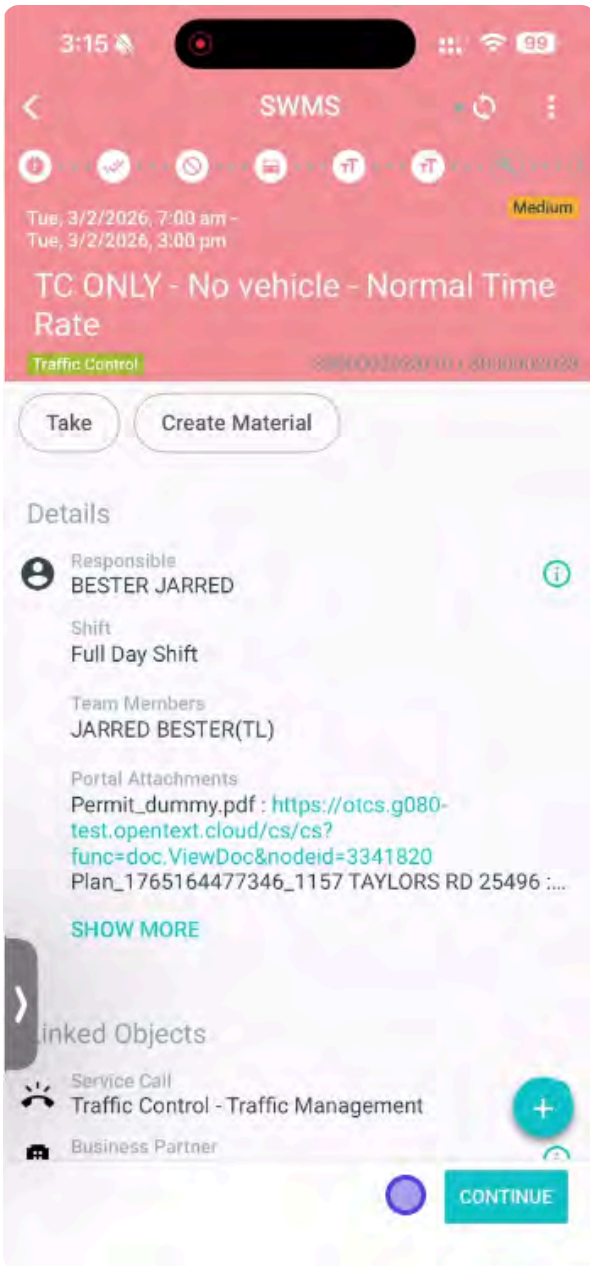 3:15
99
SWMS
Tue, 3/2/2026, 7:00 am -
Tue, 3/2/2026, 3:00 pm
Medium
TC ONLY - No vehicle - Normal Time
Rate
Traffic Control
Take
Create Material
Details
Responsible
BESTER JARRED
Shift
Full Day Shift
Team Members
JARRED BESTER(TL)
Portal Attachments
Permit_dummy.pdf : https://otcs.g080-
test.opentext.cloud/cs/cs?
func=doc.ViewDoc&nodeid=3341820
Plan_1765164477346_1157 TAYLORS RD 25496 :...
SHOW MORE
inked Objects
Service Call
Traffic Control - Traffic Management
Business Partner
CONTINUE